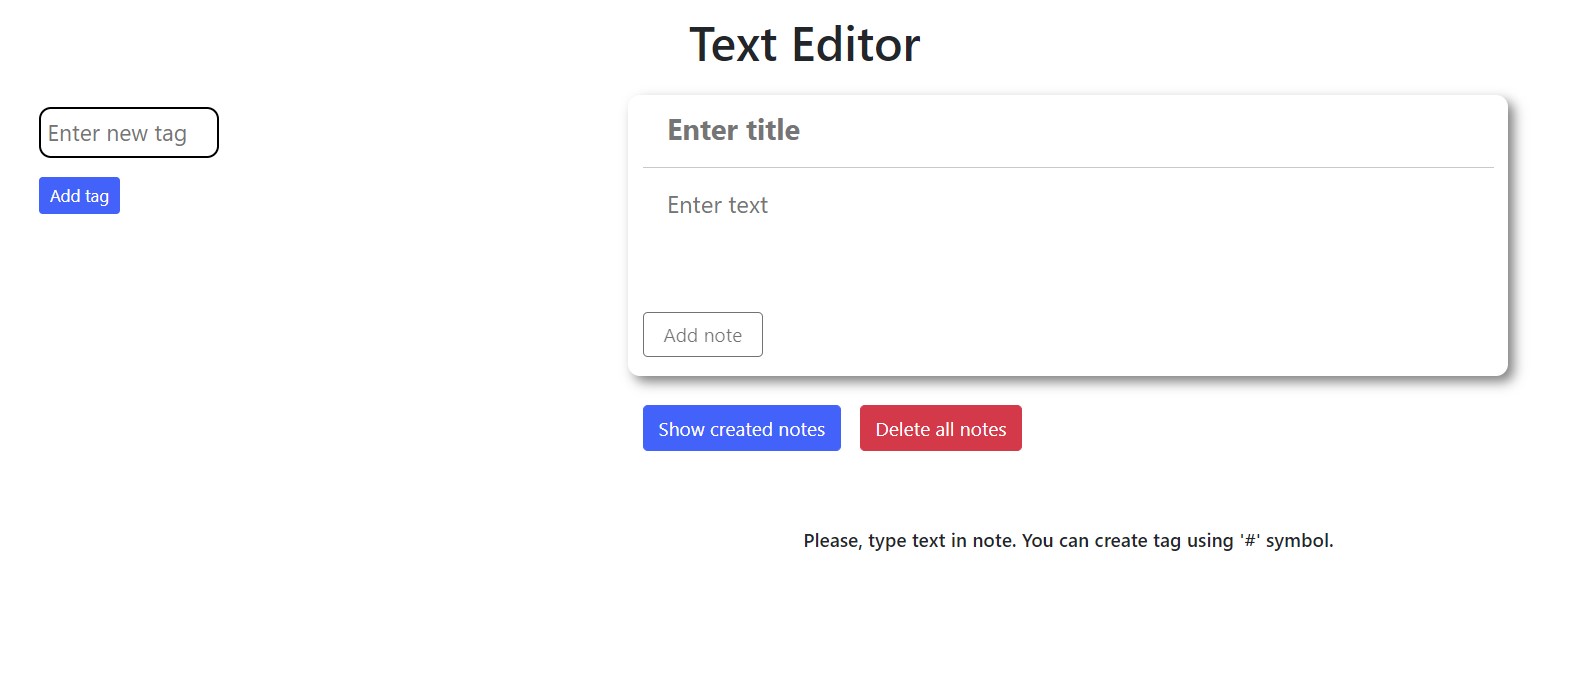 Text Editor
Enter new tag
Add tag
Enter title
Enter text
Add note
Show created notes
Delete all notes
Please, type text in note. You can create tag using '#' symbol.